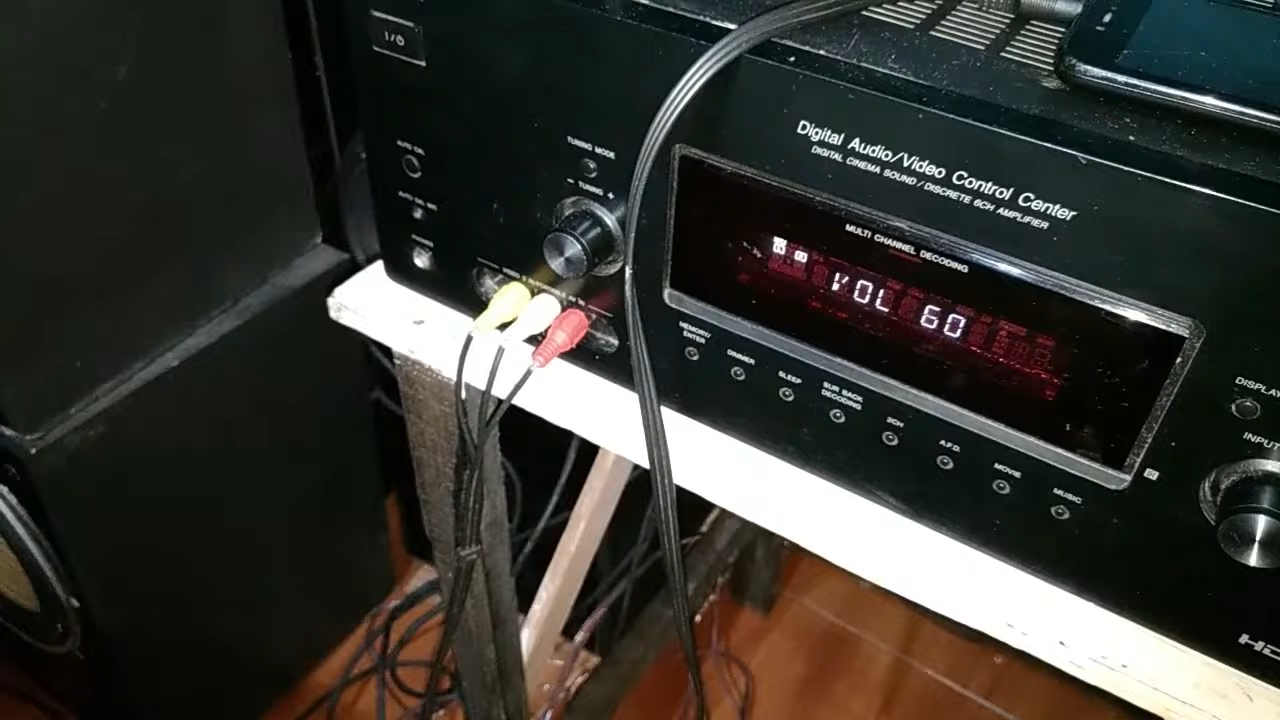 I/⏻
AUTO CAL
TUNING MODE
- TUNING +
Digital Audio/Video Control Center
DIGITAL CINEMA SOUND / DISCRETE 6CH AMPLIFIER
MULTI CHANNEL DECODING
VOL 60
MEMORY/
ENTER
DIMMER
SLEEP
SUR BACK
DECODING
2CH
A.F.D.
MOVIE
MUSIC
DISPLAY
INPUT